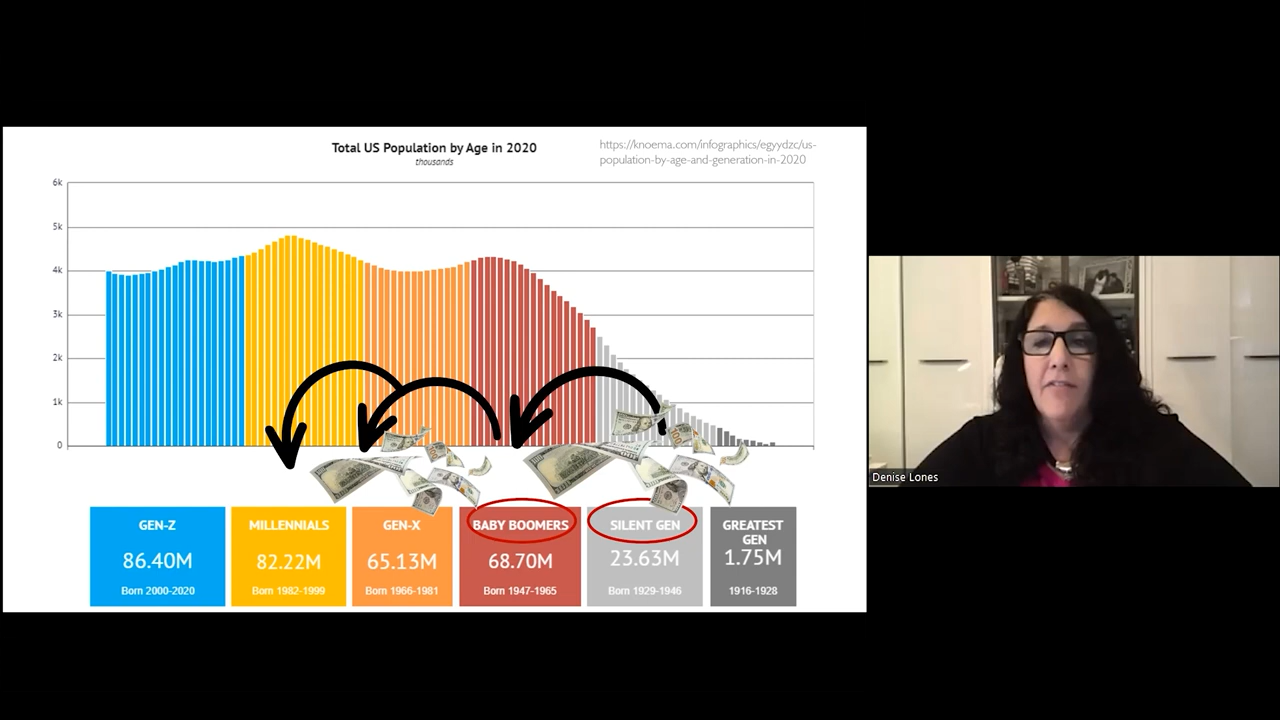 Total US Population by Age in 2020
thousands
https://knoema.com/infographics/egyydzc/us-
population-by-age-and-generation-in-2020
6k
5k
4k
3k
2k
1k
0
GEN-Z
86.40M
Born 2000-2020
MILLENNIALS
82.22M
Born 1982-1999
GEN-X
65.13M
Born 1966-1981
BABY BOOMERS
68.70M
Born 1947-1965
SILENT GEN
23.63M
Born 1929-1946
GREATEST
GEN
1.75M
1916-1928
Denise Lones